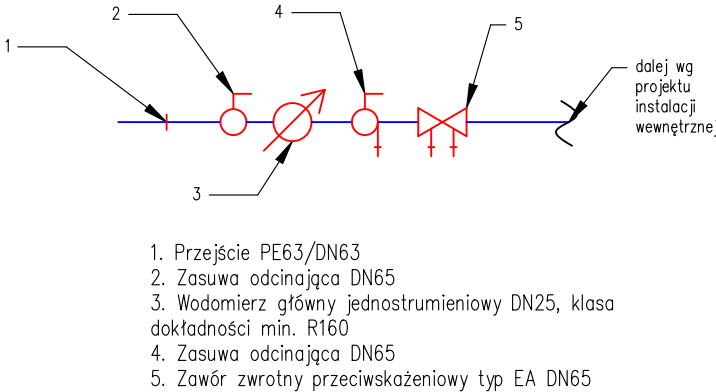 2
4
1
5
dalej wg
projektu
instalacji
wewnętrznej
3
1. Przejście PE63/DN63
2. Zasuwa odcinająca DN65
3. Wodomierz główny jednostrumieniowy DN25, klasa
dokładności min. R160
4. Zasuwa odcinająca DN65
5. Zawór zwrotny przeciwskażeniowy typ EA DN65